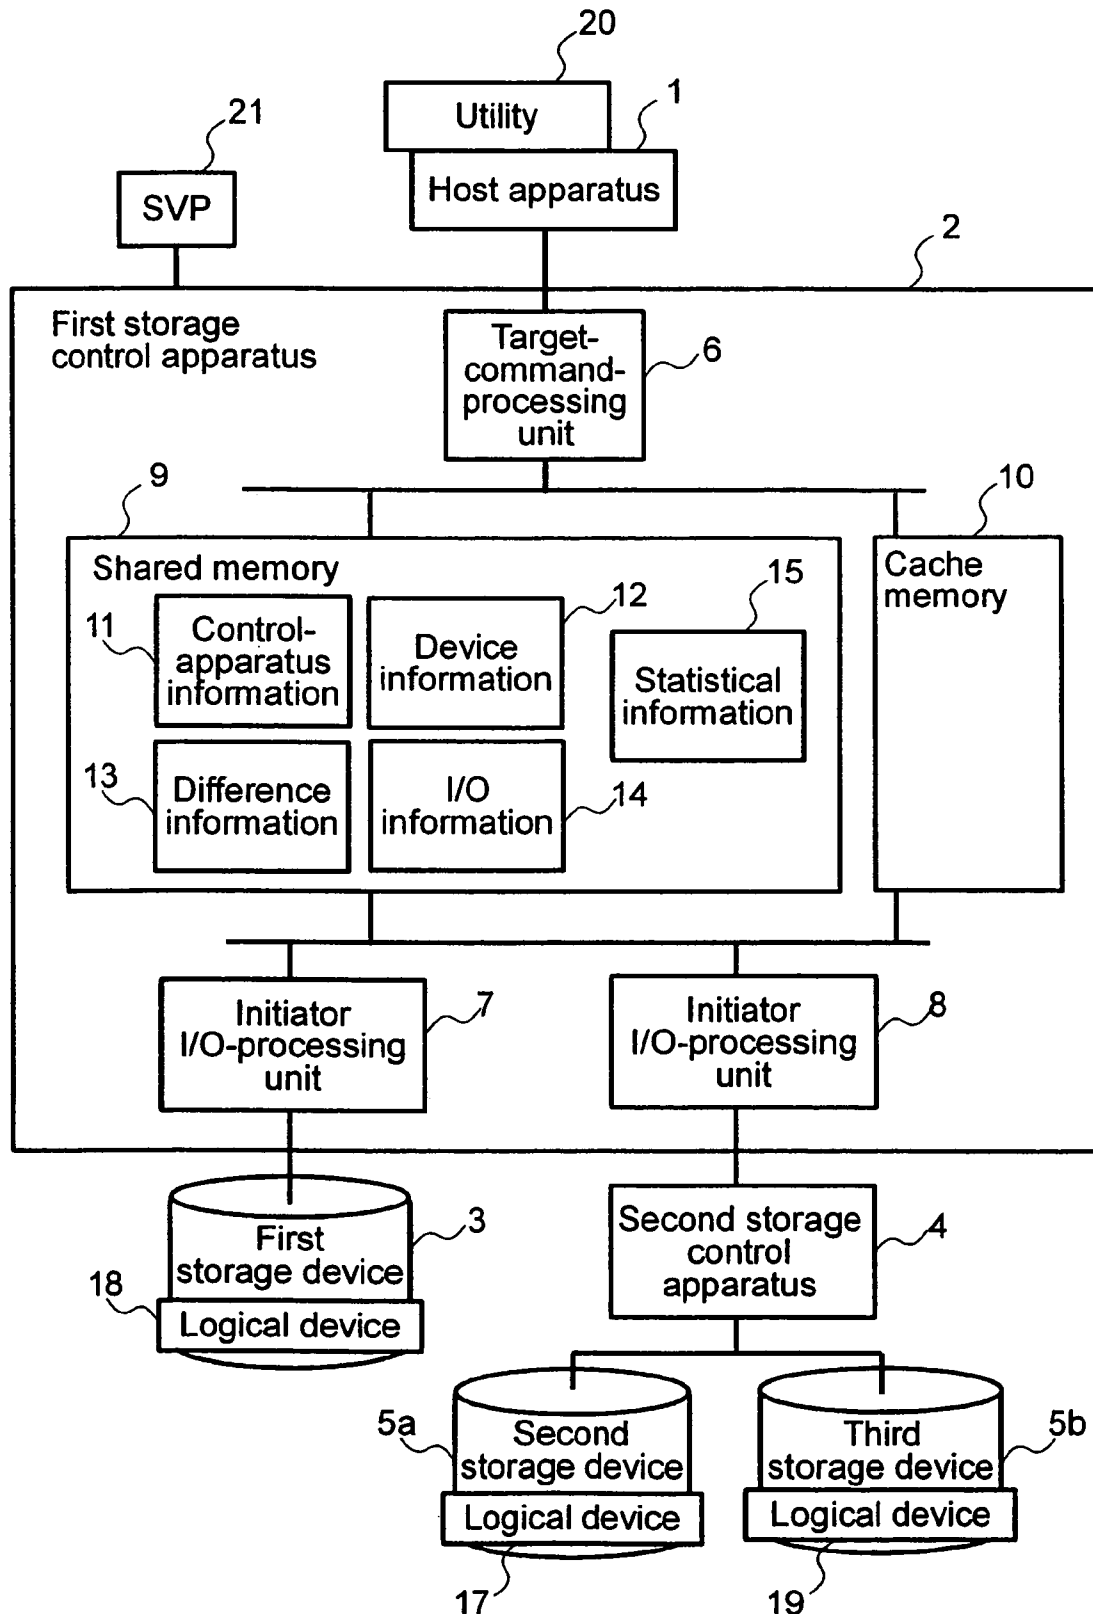 20
Utility
1
21
SVP
Host apparatus
2
First storage
control apparatus
Target-
command-
processing
unit
6
9
10
Shared memory
Cache
memory
11
Control-
apparatus
information
12
Device
information
15
Statistical
information
13
Difference
information
I/O
information
14
Initiator
I/O-processing
unit
7
Initiator
I/O-processing
unit
8
First
storage device
3
18
Logical device
Second storage
control
apparatus
4
5a
Second
storage device
Logical device
17
Third
storage device
5b
Logical device
19